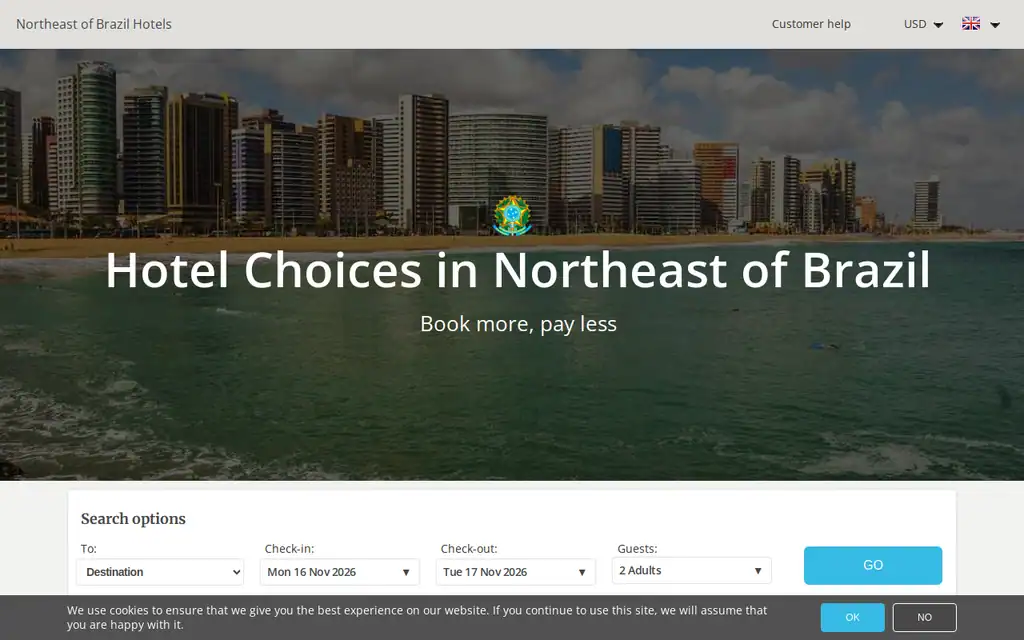 Northeast of Brazil Hotels
Customer help
USD
Hotel Choices in Northeast of Brazil
Book more, pay less
Search options
To:
Check-in:
Check-out:
Guests:
Destination
Mon 16 Nov 2026
Tue 17 Nov 2026
2 Adults
GO
We use cookies to ensure that we give you the best experience on our website. If you continue to use this site, we will assume that
you are happy with it.
OK
NO